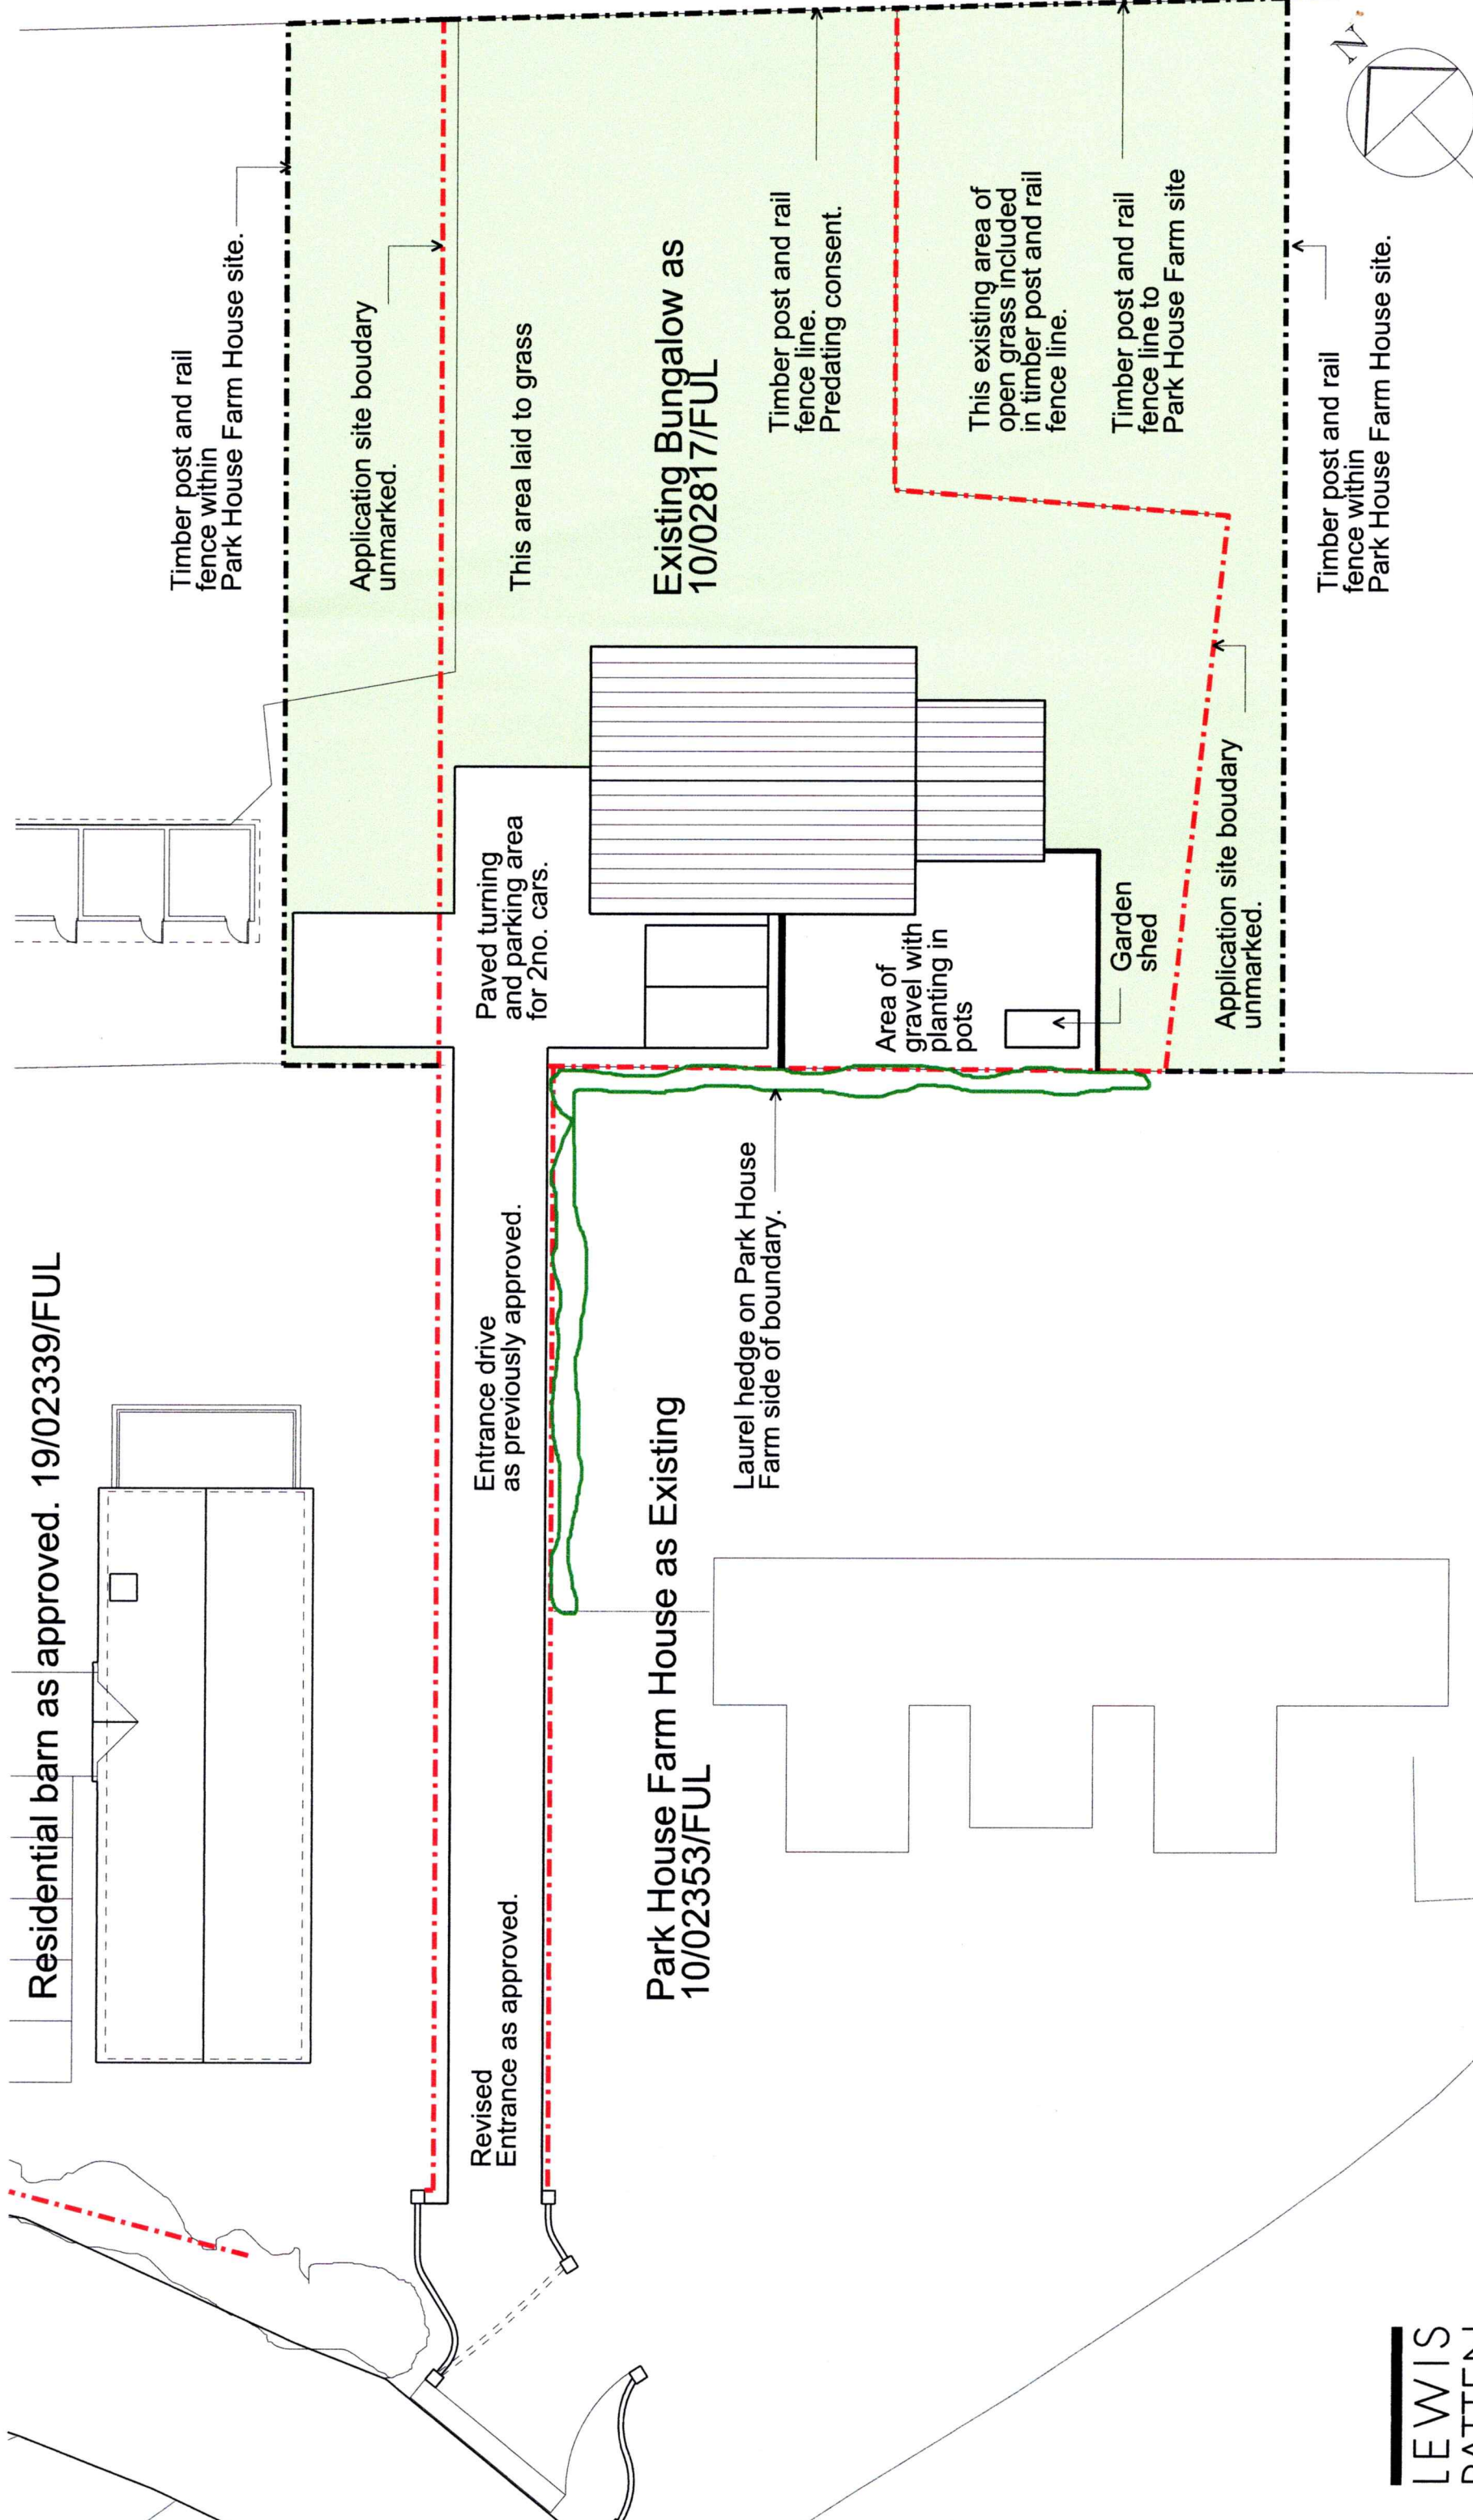 Residential barn as approved. 19/02339/FUL
Timber post and rail
fence within
Park House Farm House site.
Application site boudary
unmarked.
This area laid to grass
Existing Bungalow as
10/02817/FUL
Timber post and rail
fence line.
Predating consent.
This existing area of
open grass included
in timber post and rail
fence line.
Timber post and rail
fence line to
Park House Farm site
Timber post and rail
fence within
Park House Farm House site.
Paved turning
and parking area
for 2no. cars.
Area of
gravel with
planting in
pots
Garden
shed
Application site boudary
unmarked.
Entrance drive
as previously approved.
Laurel hedge on Park House
Farm side of boundary.
Revised
Entrance as approved.
Park House Farm House as Existing
10/02353/FUL
N.
LEWIS
PATTEN